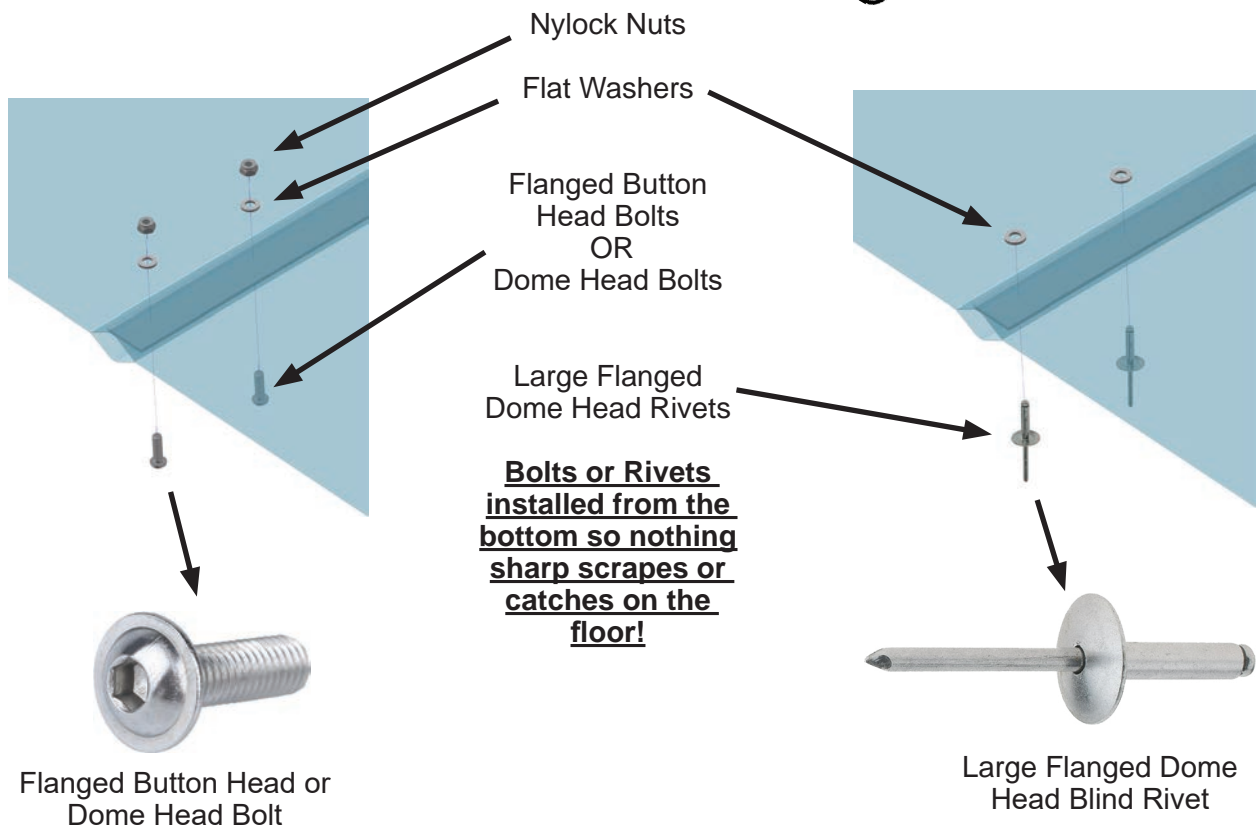 Nylock Nuts
Flat Washers
Flanged Button
Head Bolts
OR
Dome Head Bolts
Large Flanged
Dome Head Rivets
Bolts or Rivets
installed from the
bottom so nothing
sharp scrapes or
catches on the
floor!
Flanged Button Head or
Dome Head Bolt
Large Flanged Dome
Head Blind Rivet